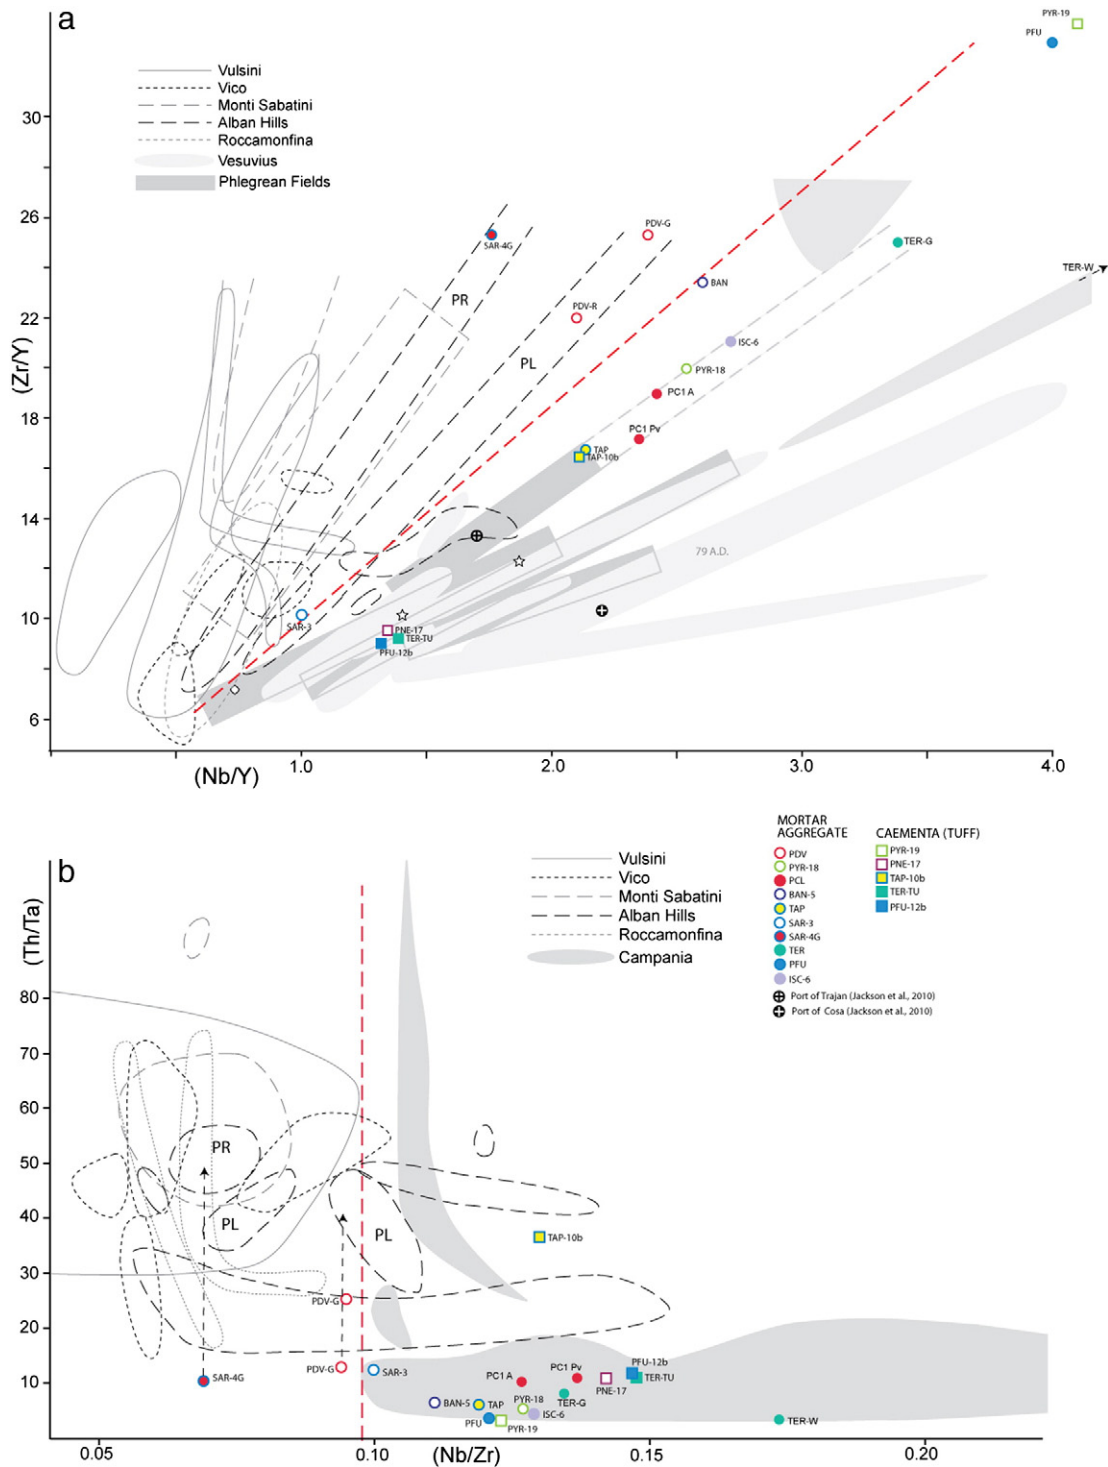 a
Vulsini
Vico
Monti Sabatini
Alban Hills
Roccamonfina
Vesuvius
Phlegrean Fields
PYR-19
PFU
30
26
22
18
14
10
6
(Zr/Y)
SAR-4G
PDV-G
PR
PDV-R
PL
BAN
TER-G
TER-W
ISC-6
PYR-18
PC1 A
PC1 Pv
TAP
TAP-10b
79 A.D.
SAR-3
PNE-17
TER-TU
PFU-12b
1.0
2.0
3.0
4.0
(Nb/Y)
b
Vulsini
Vico
Monti Sabatini
Alban Hills
Roccamonfina
Campania
MORTAR
AGGREGATE
PDV
PYR-18
PCL
BAN-5
TAP
SAR-3
SAR-4G
TER
PFU
ISC-6
Port of Trajan (Jackson et al., 2010)
Port of Cosa (Jackson et al., 2010)
CAEMENTA (TUFF)
PYR-19
PNE-17
TAP-10b
TER-TU
PFU-12b
(Th/Ta)
80
70
60
50
40
30
20
10
PR
PL
PL
TAP-10b
PDV-G
PDV-G
SAR-4G
SAR-3
PC1 A
PC1 Pv
PFU-12b
TER-TU
PNE-17
BAN-5
TAP
PYR-18
TER-G
PFU
ISC-6
PYR-19
TER-W
0.05
0.10
0.15
0.20
(Nb/Zr)